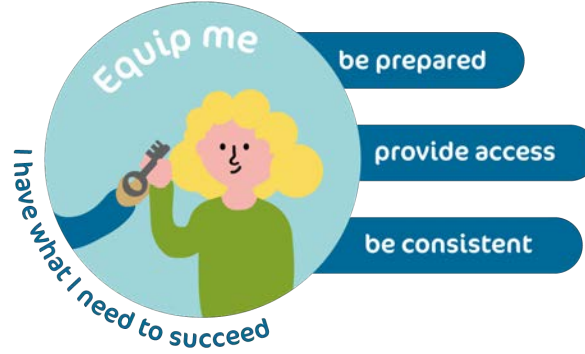 Equip me
be prepared
provide access
be consistent
I have what I need to succeed